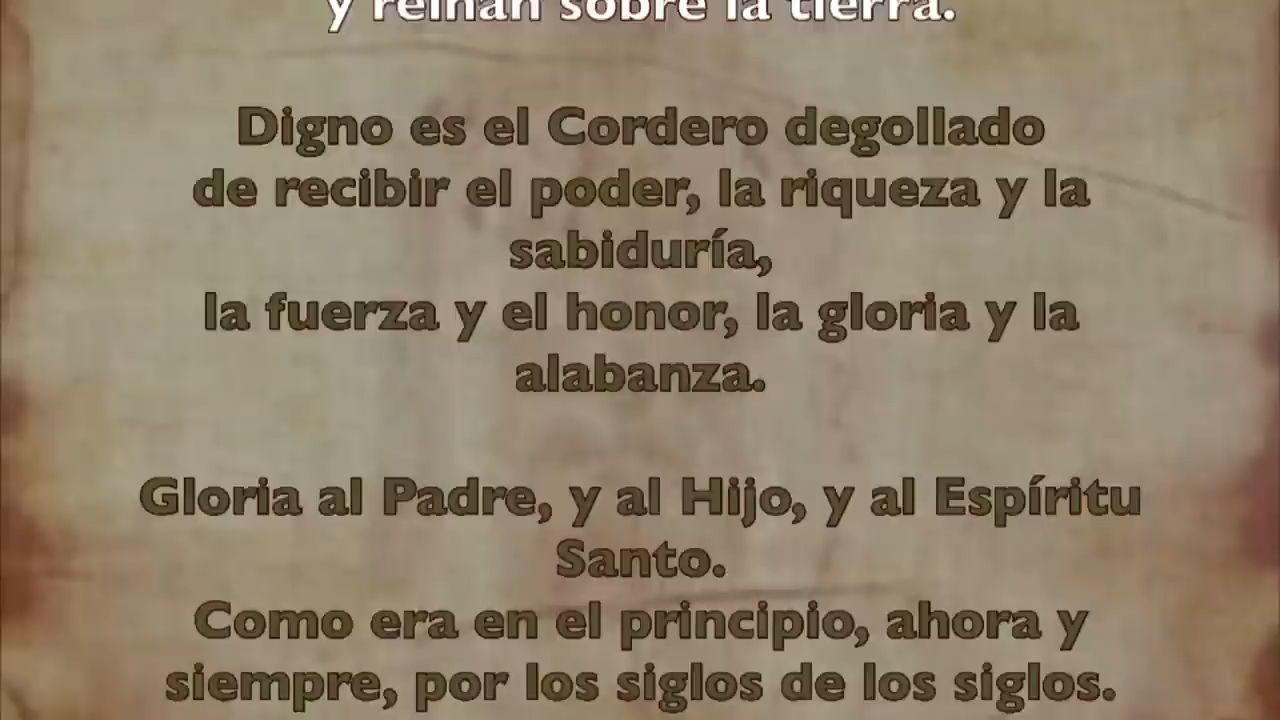 y reinan sobre la tierra.
Digno es el Cordero degollado
de recibir el poder, la riqueza y la
sabiduría,
la fuerza y el honor, la gloria y la
alabanza.
Gloria al Padre, y al Hijo, y al Espíritu
Santo.
Como era en el principio, ahora y
siempre, por los siglos de los siglos.